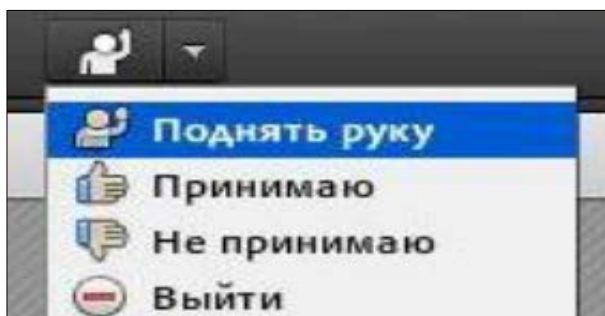 Поднять руку
Принимаю
Не принимаю
Выйти